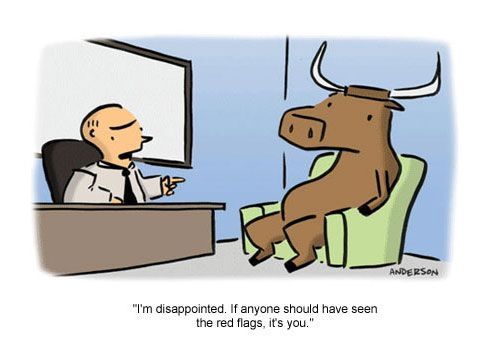 ANDERSON
"I'm disappointed. If anyone should have seen
the red flags, it's you."